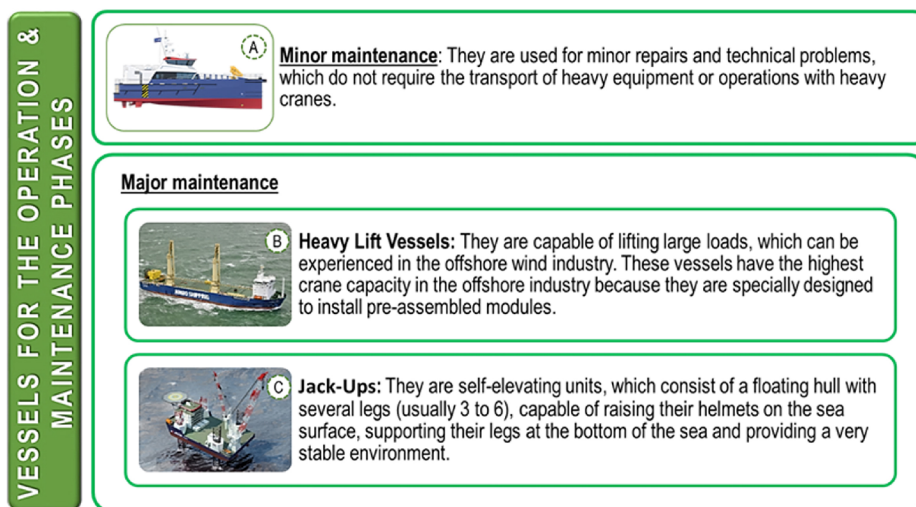 VESSELS FOR THE OPERATION &
MAINTENANCE PHASES
A
Minor maintenance: They are used for minor repairs and technical problems,
which do not require the transport of heavy equipment or operations with heavy
cranes.
Major maintenance
B
Heavy Lift Vessels: They are capable of lifting large loads, which can be
experienced in the offshore wind industry. These vessels have the highest
crane capacity in the offshore industry because they are specially designed
to install pre-assembled modules.
C
Jack-Ups: They are self-elevating units, which consist of a floating hull with
several legs (usually 3 to 6), capable of raising their helmets on the sea
surface, supporting their legs at the bottom of the sea and providing a very
stable environment.